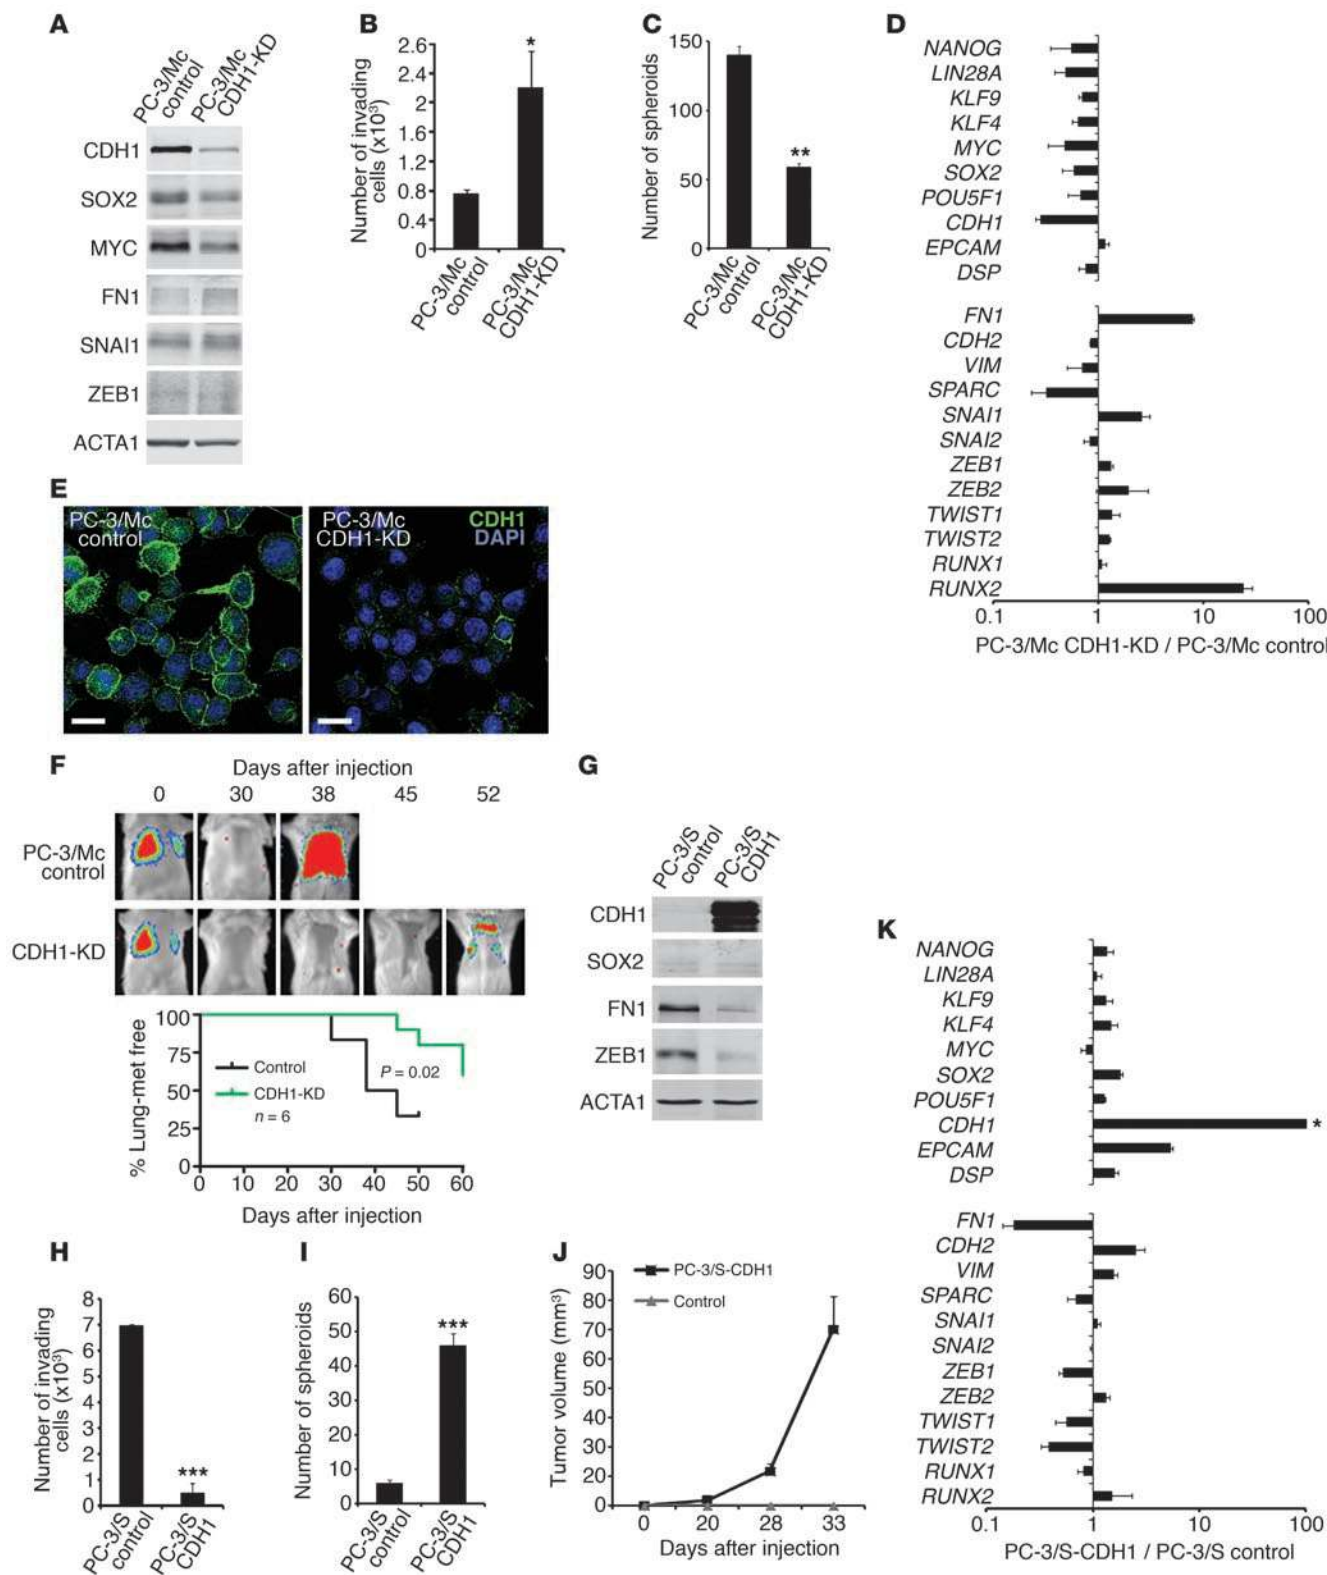 A
PC-3/Mc
control
PC-3/Mc
CDH1-KD
CDH1
SOX2
MYC
FN1
SNAI1
ZEB1
ACTA1
B
Number of invading
cells (x10³)
2.6
2.4
2.0
1.6
1.2
0.8
0.4
0
*
PC-3/Mc
control
PC-3/Mc
CDH1-KD
C
Number of spheroids
150
100
50
0
**
PC-3/Mc
control
PC-3/Mc
CDH1-KD
D
NANOG
LIN28A
KLF9
KLF4
MYC
SOX2
POU5F1
CDH1
EPCAM
DSP
FN1
CDH2
VIM
SPARC
SNAI1
SNAI2
ZEB1
ZEB2
TWIST1
TWIST2
RUNX1
RUNX2
0.1 1 10 100
PC-3/Mc CDH1-KD / PC-3/Mc control
E
PC-3/Mc
control
PC-3/Mc
CDH1-KD
CDH1
DAPI
F
Days after injection
0 30 38 45 52
PC-3/Mc
control
CDH1-KD
% Lung-met free
100
75
50
25
0
Control
CDH1-KD
n = 6
P = 0.02
0 10 20 30 40 50 60
Days after injection
G
PC-3/S
control
PC-3/S
CDH1
CDH1
SOX2
FN1
ZEB1
ACTA1
H
Number of invading
cells (x10³)
8
7
6
5
4
3
2
1
0
***
PC-3/S
control
PC-3/S
CDH1
I
Number of spheroids
60
50
40
30
20
10
0
***
PC-3/S
control
PC-3/S
CDH1
J
Tumor volume (mm³)
90
80
70
60
50
40
30
20
10
0
PC-3/S-CDH1
Control
0 20 28 33
Days after injection
K
NANOG
LIN28A
KLF9
KLF4
MYC
SOX2
POU5F1
CDH1
*
EPCAM
DSP
FN1
CDH2
VIM
SPARC
SNAI1
SNAI2
ZEB1
ZEB2
TWIST1
TWIST2
RUNX1
RUNX2
0.1 1 10 100
PC-3/S-CDH1 / PC-3/S control